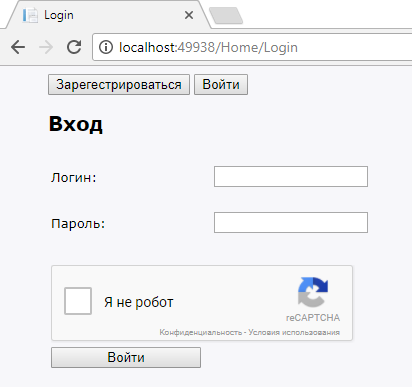 Login
localhost:49938/Home/Login
Зарегестрироваться Войти
Вход
Логин:
Пароль:
Я не робот
reCAPTCHA
Конфиденциальность - Условия использования
Войти